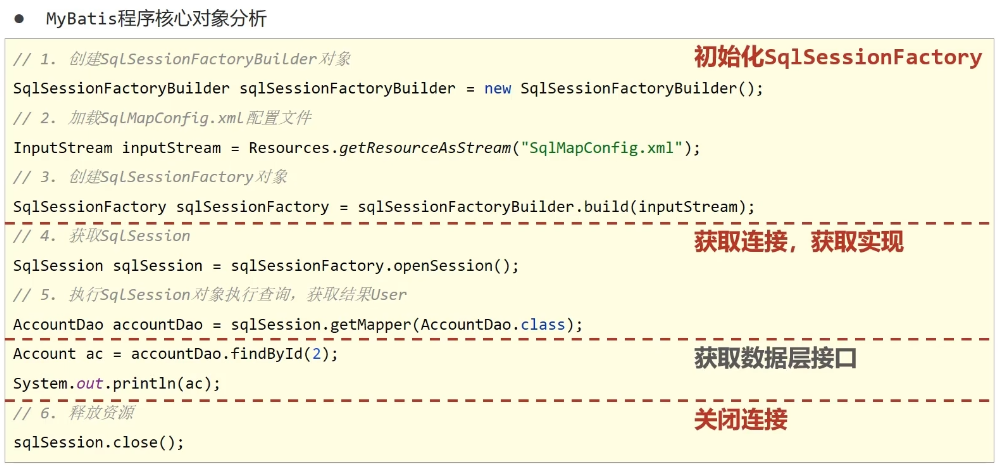 ● MyBatis程序核心对象分析
// 1. 创建SqlSessionFactoryBuilder对象
初始化SqlSessionFactory
SqlSessionFactoryBuilder sqlSessionFactoryBuilder = new SqlSessionFactoryBuilder();
// 2. 加载SqlMapConfig.xml配置文件
InputStream inputStream = Resources.getResourceAsStream("SqlMapConfig.xml");
// 3. 创建SqlSessionFactory对象
SqlSessionFactory sqlSessionFactory = sqlSessionFactoryBuilder.build(inputStream);
// 4. 获取SqlSession
获取连接，获取实现
SqlSession sqlSession = sqlSessionFactory.openSession();
// 5. 执行SqlSession对象执行查询，获取结果User
AccountDao accountDao = sqlSession.getMapper(AccountDao.class);
Account ac = accountDao.findById(2);
获取数据层接口
System.out.println(ac);
// 6. 释放资源
关闭连接
sqlSession.close();